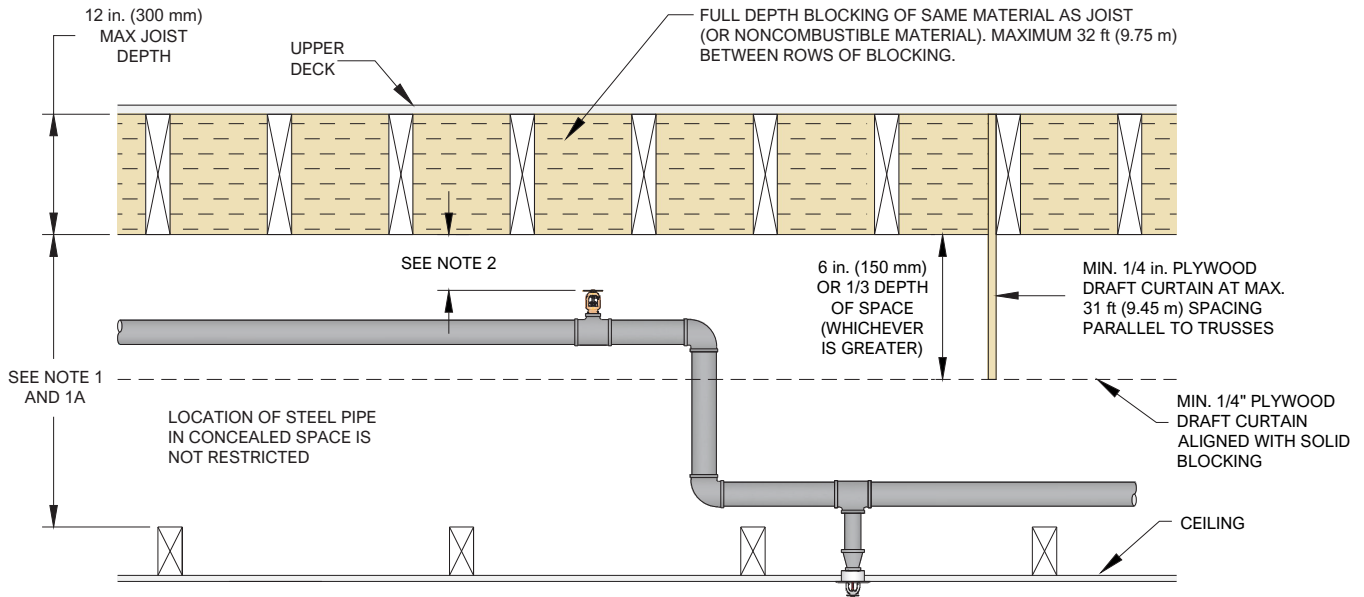 12 in. (300 mm)
MAX JOIST
DEPTH
UPPER
DECK
FULL DEPTH BLOCKING OF SAME MATERIAL AS JOIST
(OR NONCOMBUSTIBLE MATERIAL). MAXIMUM 32 ft (9.75 m)
BETWEEN ROWS OF BLOCKING.
SEE NOTE 2
6 in. (150 mm)
OR 1/3 DEPTH
OF SPACE
(WHICHEVER
IS GREATER)
MIN. 1/4 in. PLYWOOD
DRAFT CURTAIN AT MAX.
31 ft (9.45 m) SPACING
PARALLEL TO TRUSSES
SEE NOTE 1
AND 1A
LOCATION OF STEEL PIPE
IN CONCEALED SPACE IS
NOT RESTRICTED
MIN. 1/4" PLYWOOD
DRAFT CURTAIN
ALIGNED WITH SOLID
BLOCKING
CEILING